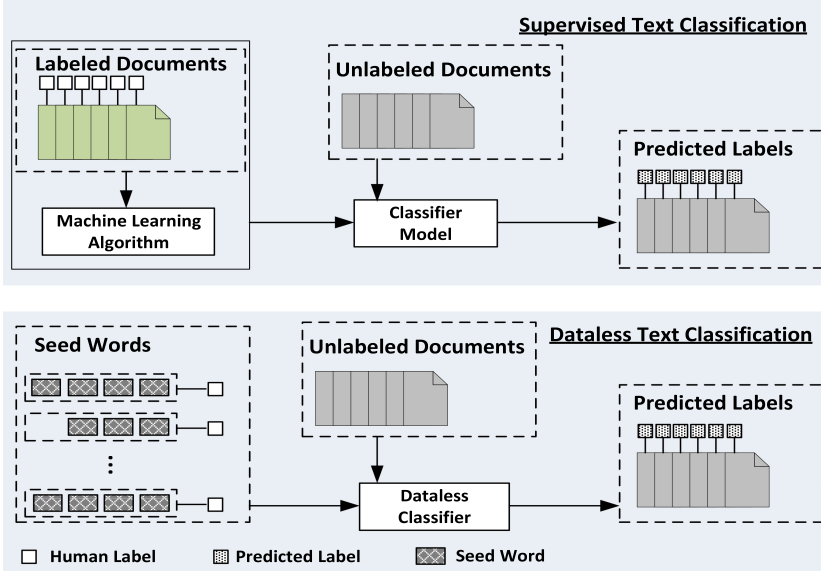 Supervised Text Classification
Labeled Documents
Unlabeled Documents
Machine Learning
Algorithm
Classifier
Model
Predicted Labels
Dataless Text Classification
Seed Words
...
Unlabeled Documents
Dataless
Classifier
Predicted Labels
Human Label
Predicted Label
Seed Word